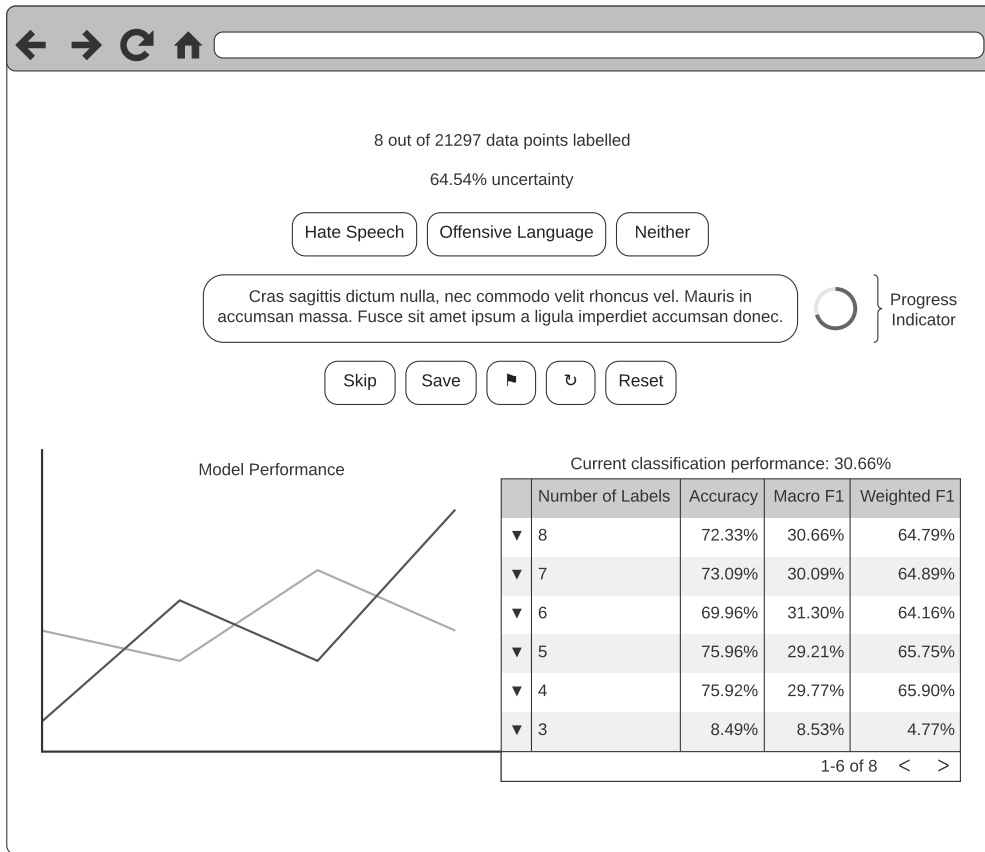 8 out of 21297 data points labelled
64.54% uncertainty
Hate Speech Offensive Language Neither
Cras sagittis dictum nulla, nec commodo velit rhoncus vel. Mauris in
accumsan massa. Fusce sit amet ipsum a ligula imperdiet accumsan donec.
Progress
Indicator
Skip Save ⚑ ↻ Reset
Model Performance
Current classification performance: 30.66%
Number of Labels Accuracy Macro F1 Weighted F1
▼ 8 72.33% 30.66% 64.79%
▼ 7 73.09% 30.09% 64.89%
▼ 6 69.96% 31.30% 64.16%
▼ 5 75.96% 29.21% 65.75%
▼ 4 75.92% 29.77% 65.90%
▼ 3 8.49% 8.53% 4.77%
1-6 of 8 < >